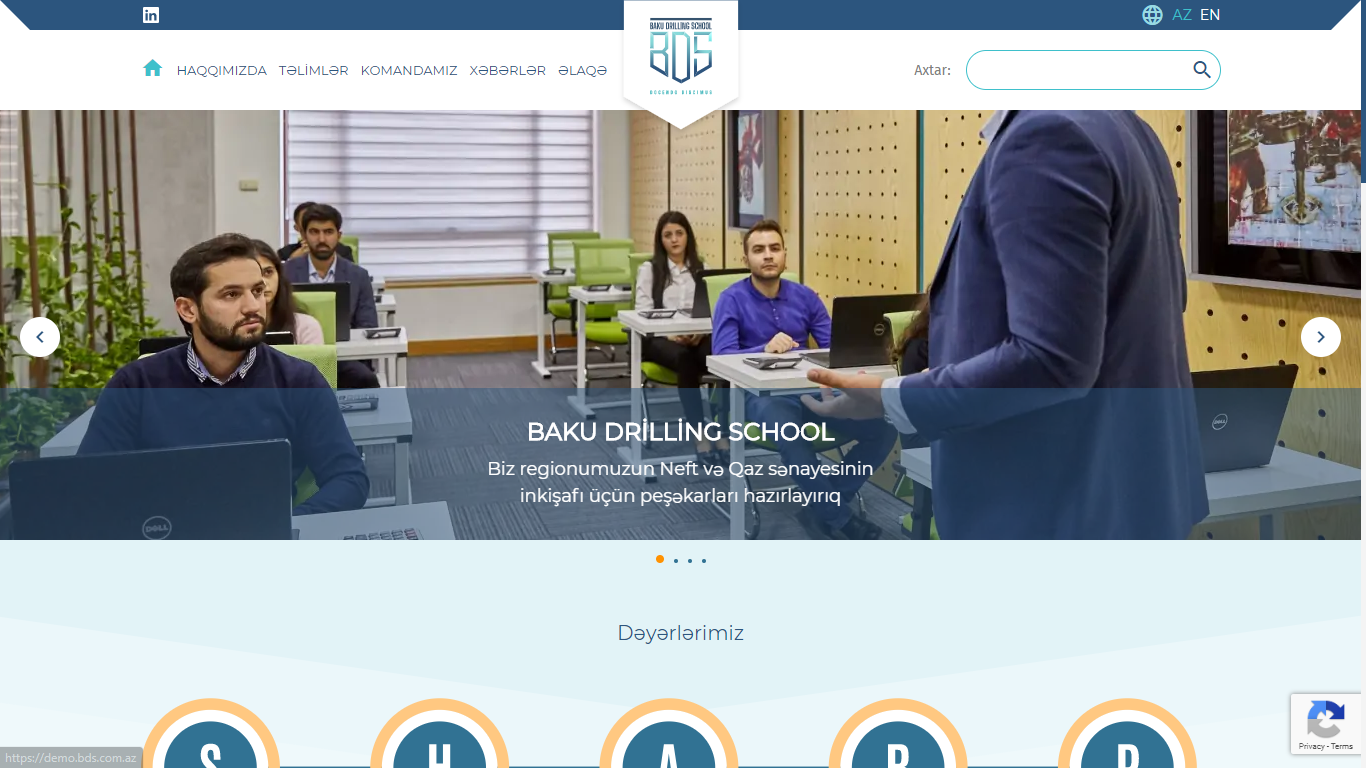 AZ EN
BAKU DRILLING SCHOOL
BDS
DOCENDO DISCIMUS
HAQQIMIZDA TƏLİMLƏR KOMANDAMIZ XƏBƏRLƏR ƏLAQƏ
Axtar:
DELL
DELL
BAKU DRİLLİNG SCHOOL
Biz regionumuzun Neft və Qaz sənayesinin
inkişafı üçün peşəkarları hazırlayırıq
Dəyərlərimiz
S H A R P
Privacy - Terms
https://demo.bds.com.az